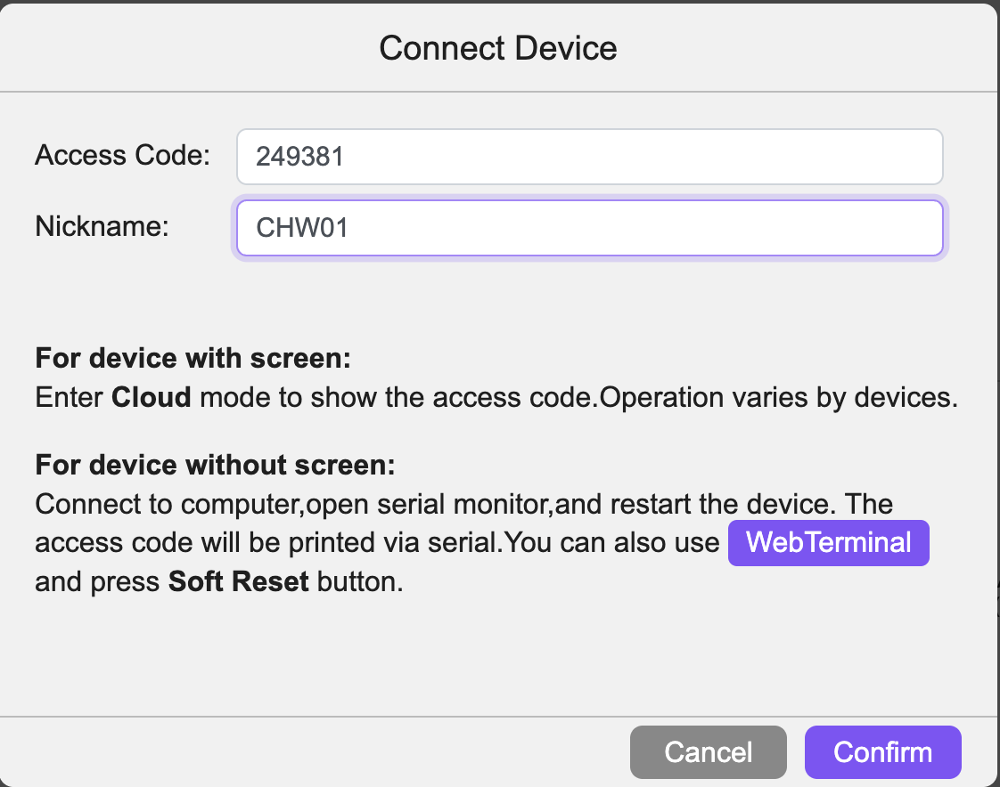 Connect Device
Access Code: 249381
Nickname: CHW01
For device with screen:
Enter Cloud mode to show the access code.Operation varies by devices.
For device without screen:
Connect to computer,open serial monitor,and restart the device. The
access code will be printed via serial.You can also use WebTerminal
and press Soft Reset button.
Cancel Confirm